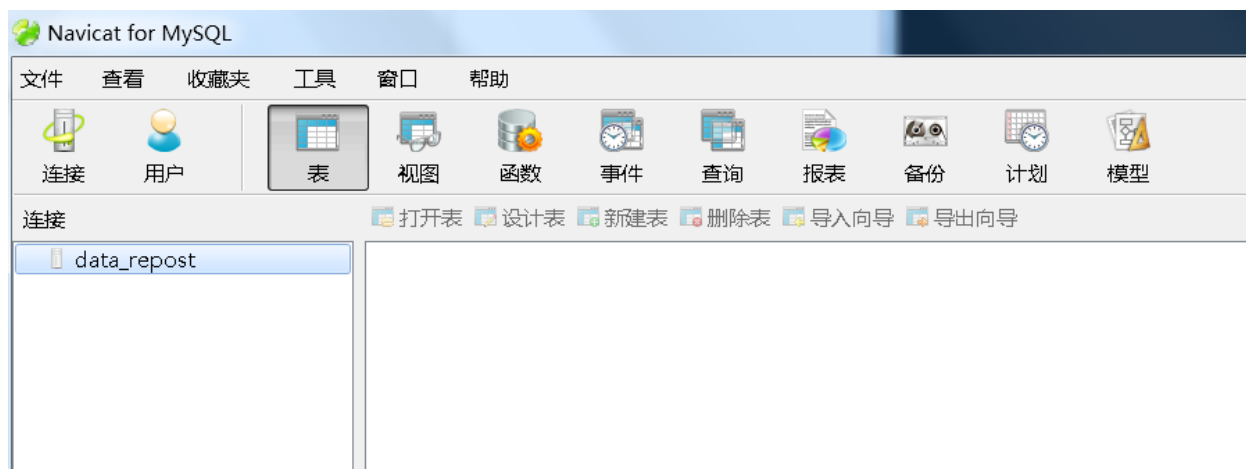 Navicat for MySQL
文件 查看 收藏夹 工具 窗口 帮助
连接 用户 表 视图 函数 事件 查询 报表 备份 计划 模型
连接 打开表 设计表 新建表 删除表 导入向导 导出向导
data_repost